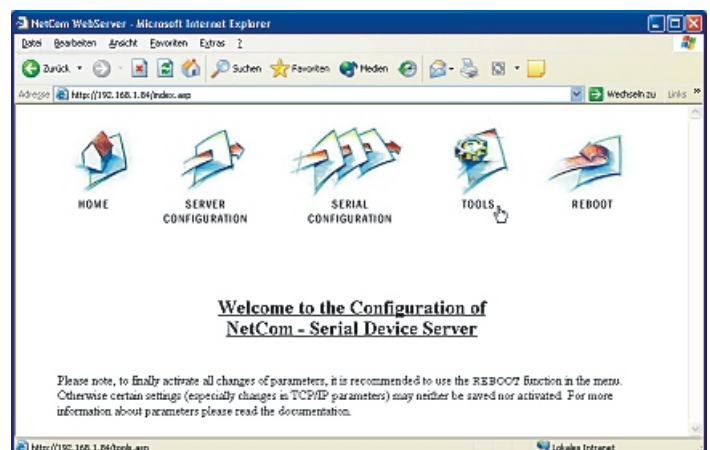 NetCom WebServer - Microsoft Internet Explorer
Datei Bearbeiten Ansicht Favoriten Extras ?
Zurück Suchen Favoriten Medien
Adresse http://192.168.1.84/index.asp Wechseln zu Links »
HOME
SERVER CONFIGURATION
SERIAL CONFIGURATION
TOOLS
REBOOT
Welcome to the Configuration of
NetCom - Serial Device Server
Please note, to finally activate all changes of parameters, it is recommended to use the REBOOT function in the menu.
Otherwise certain settings (especially changes in TCP/IP parameters) may neither be saved nor activated. For more
information about parameters please read the documentation.
http://192.168.1.84/tools.asp Lokales Intranet